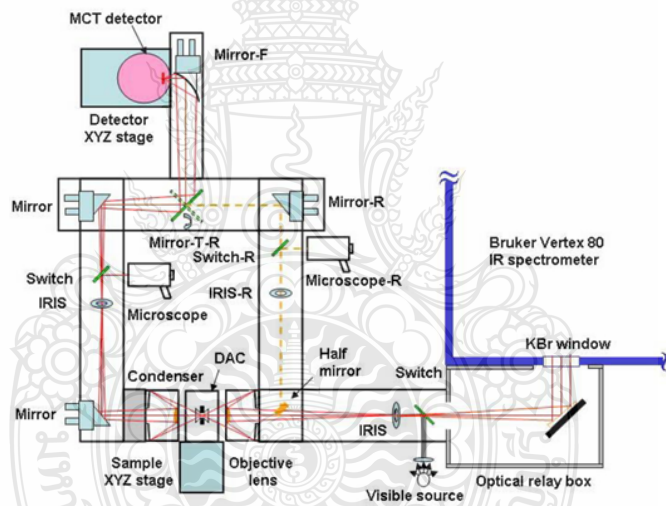 MCT detector
Mirror-F
Detector
XYZ stage
Mirror
Mirror-R
Mirror-T-R
Switch-R
Microscope-R
Switch
IRIS
Microscope
IRIS-R
Bruker Vertex 80
IR spectrometer
KBr window
DAC
Condenser
Half
mirror
Switch
Mirror
IRIS
Sample
XYZ stage
Objective
lens
Visible source
Optical relay box